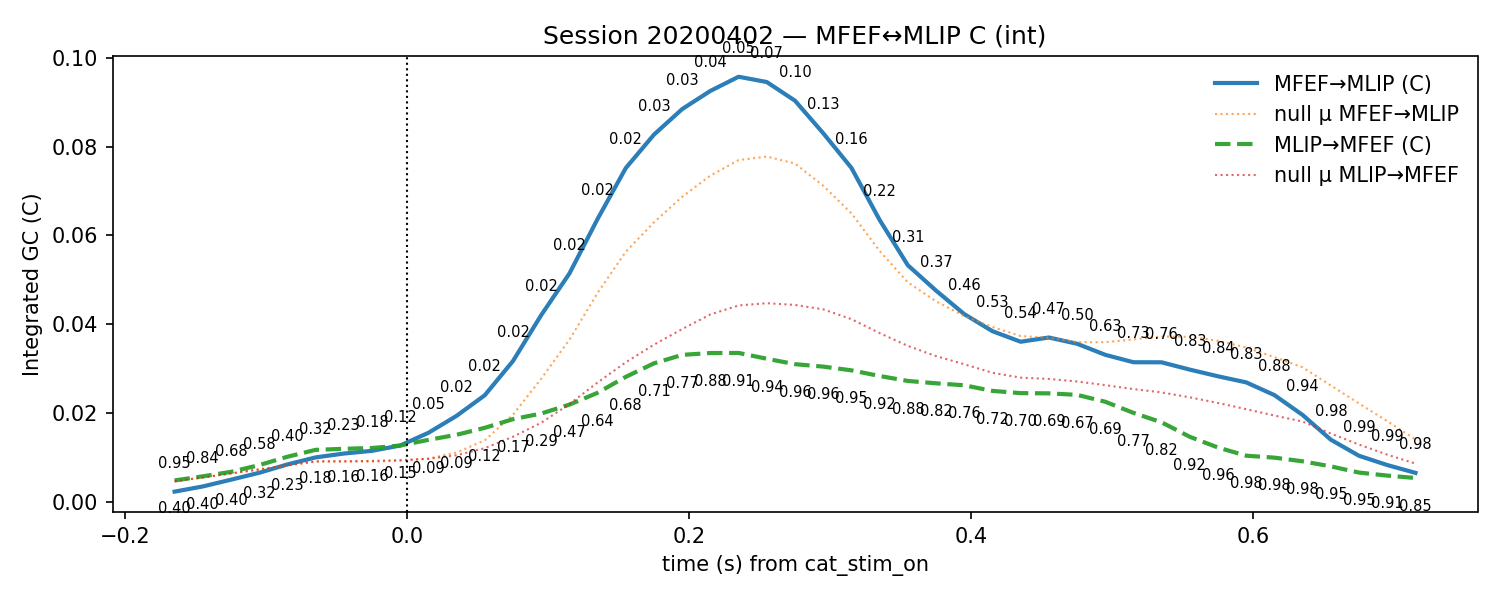 Session 20200402 — MFEF↔MLIP C (int)
MFEF→MLIP (C)
null μ MFEF→MLIP
MLIP→MFEF (C)
null μ MLIP→MFEF
Integrated GC (C)
0.10
0.08
0.06
0.04
0.02
0.00
0.95 0.84 0.68 0.58 0.40 0.32 0.23 0.18 0.12 0.05 0.02 0.02 0.02 0.02 0.02 0.02 0.02 0.03 0.03 0.04 0.05 0.07 0.10 0.13 0.16 0.22 0.31 0.37 0.46 0.53 0.54 0.47 0.50 0.63 0.73 0.76 0.83 0.84 0.83 0.88 0.94 0.98 0.99 0.99 0.98
0.40 0.40 0.40 0.32 0.23 0.18 0.16 0.16 0.15 0.09 0.09 0.12 0.17 0.29 0.47 0.64 0.68 0.71 0.77 0.88 0.91 0.94 0.96 0.96 0.95 0.92 0.88 0.82 0.76 0.72 0.70 0.69 0.67 0.69 0.77 0.82 0.92 0.96 0.98 0.98 0.98 0.95 0.95 0.91 0.85
−0.2 0.0 0.2 0.4 0.6
time (s) from cat_stim_on